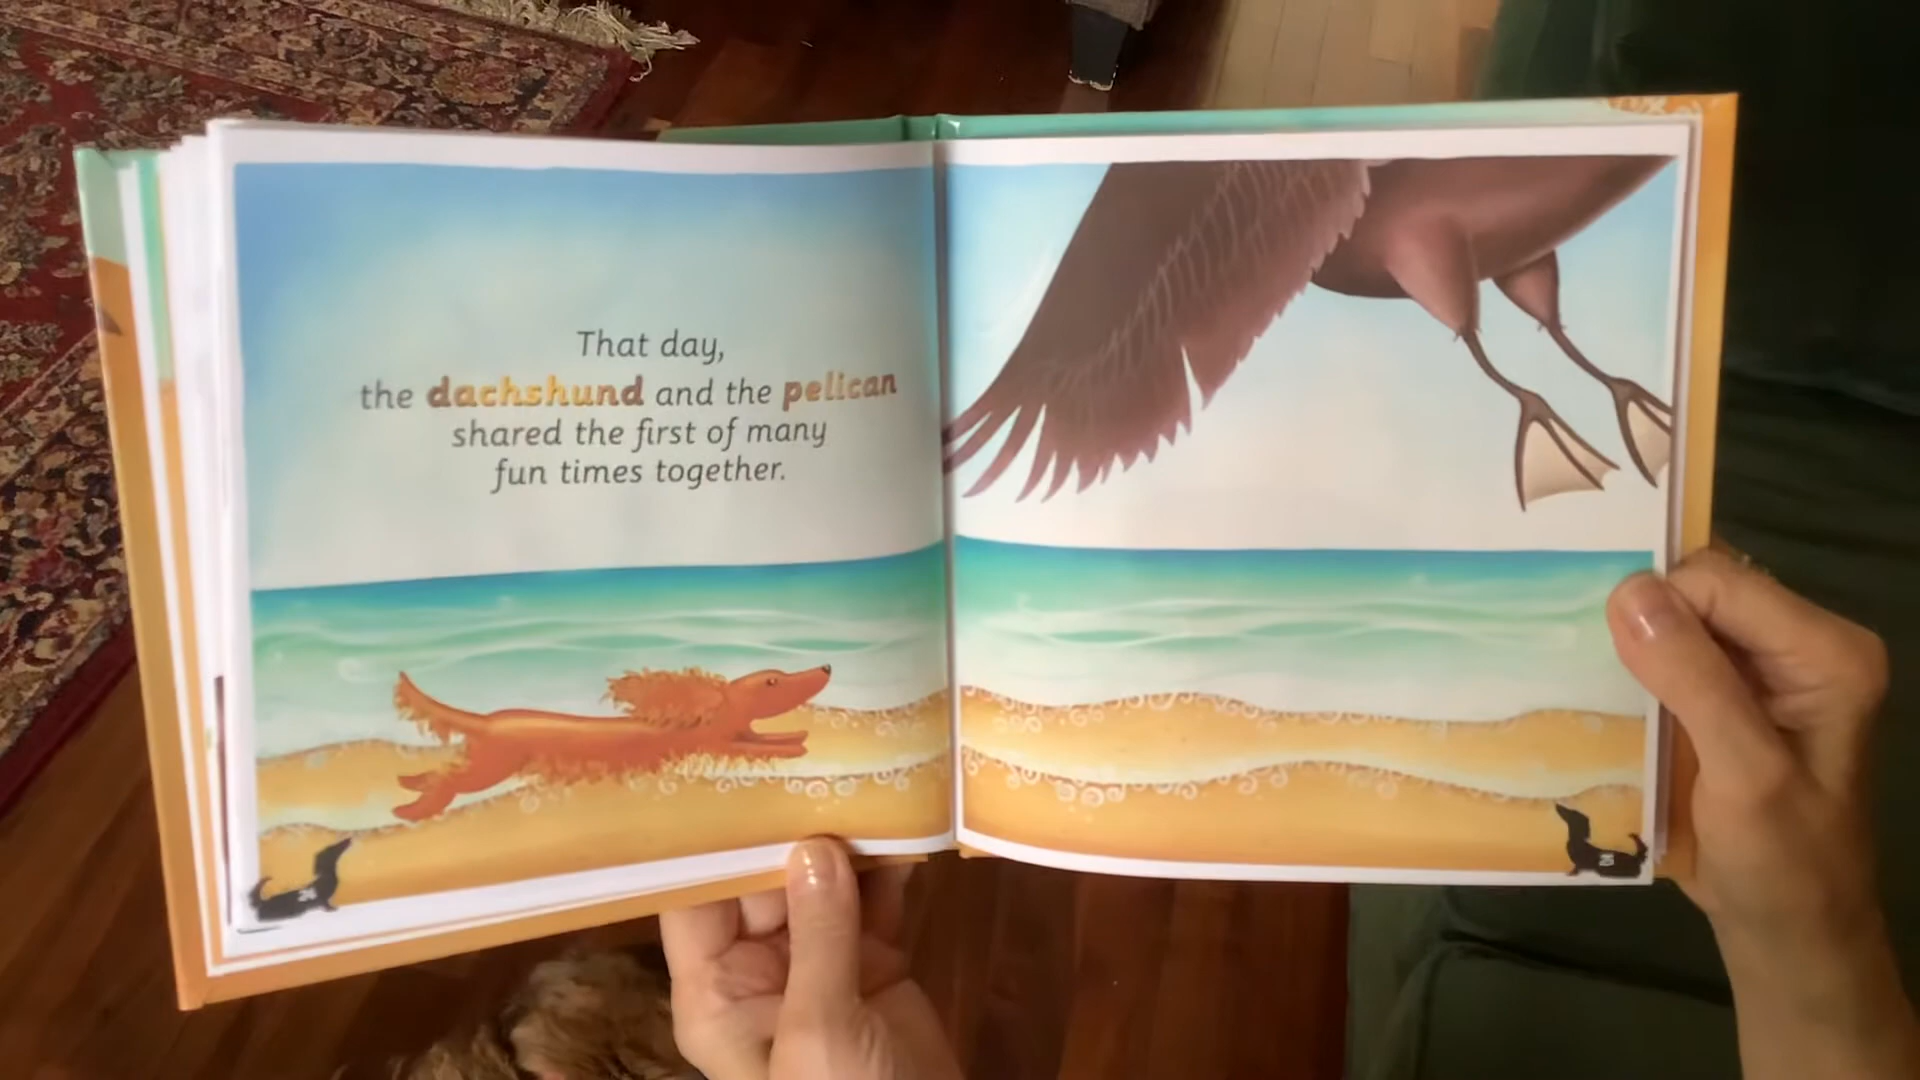 That day,
the dachshund and the pelican
shared the first of many
fun times together.